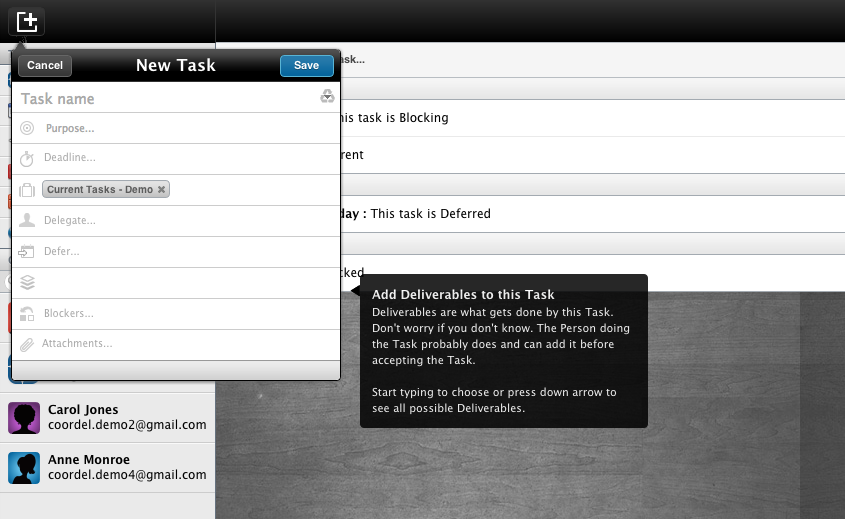 Cancel
New Task
Save
Task name
Purpose...
Deadline...
Current Tasks - Demo
Delegate...
Defer...
Blockers...
Attachments...
ask...
his task is Blocking
rent
day : This task is Deferred
cked
Add Deliverables to this Task
Deliverables are what gets done by this Task.
Don't worry if you don't know. The Person doing
the Task probably does and can add it before
accepting the Task.
Start typing to choose or press down arrow to
see all possible Deliverables.
Carol Jones
coordel.demo2@gmail.com
Anne Monroe
coordel.demo4@gmail.com